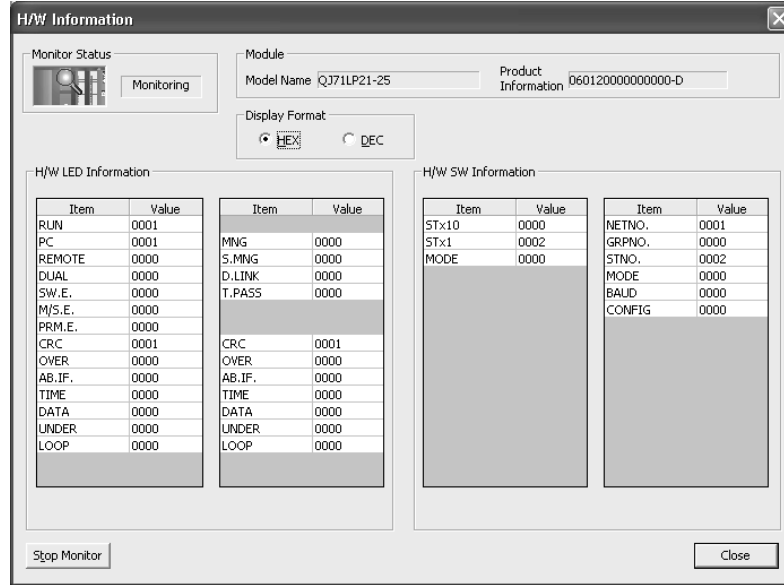 H/W Information
Monitor Status
Monitoring
Module
Model Name QJ71LP21-25
Product Information 060120000000000-D
Display Format
HEX DEC
H/W LED Information
Item Value Item Value
RUN 0001
PC 0001 MNG 0000
REMOTE 0000 S.MNG 0000
DUAL 0000 D.LINK 0000
SW.E. 0000 T.PASS 0000
M/S.E. 0000
PRM.E. 0000
CRC 0001 CRC 0001
OVER 0000 OVER 0000
AB.IF. 0000 AB.IF. 0000
TIME 0000 TIME 0000
DATA 0000 DATA 0000
UNDER 0000 UNDER 0000
LOOP 0000 LOOP 0000
H/W SW Information
Item Value Item Value
STx10 0000 NETNO. 0001
STx1 0002 GRPNO. 0000
MODE 0000 STNO. 0002
MODE 0000
BAUD 0000
CONFIG 0000
Stop Monitor
Close